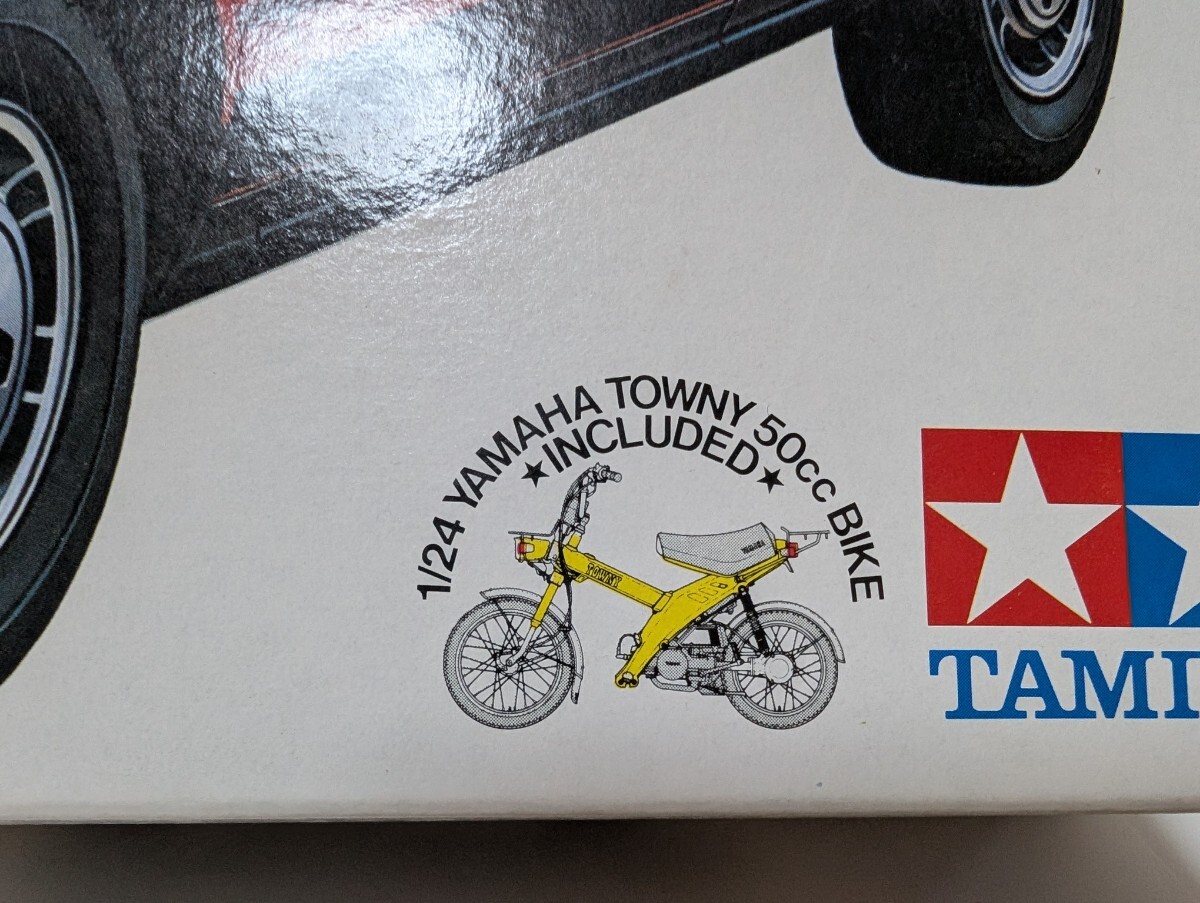 1/24 YAMAHA TOWNY 50cc BIKE
★INCLUDED★
TOWNY
TAMI